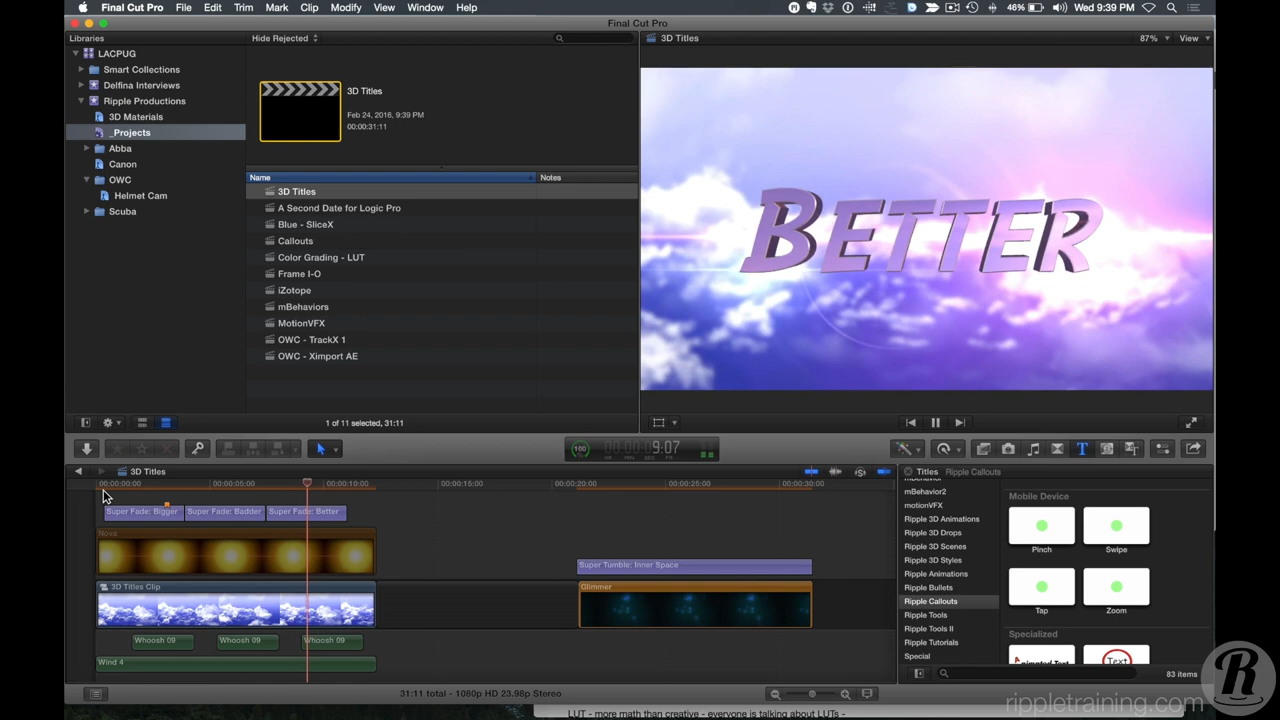 Final Cut Pro File Edit Trim Mark Clip Modify View Window Help 46% Wed 9:39 PM
Final Cut Pro
Libraries
LACPUG
Smart Collections
Delfina Interviews
Ripple Productions
3D Materials
_Projects
Abba
Canon
OWC
Helmet Cam
Scuba
Hide Rejected
3D Titles
Feb 24, 2016, 9:39 PM
00:00:31:11
Name Notes
3D Titles
A Second Date for Logic Pro
Blue - SliceX
Callouts
Color Grading - LUT
Frame I-O
iZotope
mBehaviors
MotionVFX
OWC - TrackX 1
OWC - Ximport AE
1 of 11 selected, 31:11
3D Titles 87% View
BETTER
100 00:00:09:07
3D Titles
00:00:00:00 00:00:05:00 00:00:10:00 00:00:15:00 00:00:20:00 00:00:25:00 00:00:30:00
Super Fade: Bigger Super Fade: Badder Super Fade: Better
Nova
Super Tumble: Inner Space
3D Titles Clip Glimmer
Whoosh 09 Whoosh 09 Whoosh 09
Wind 4
31:11 total - 1080p HD 23.98p Stereo
Titles Ripple Callouts
mBehavior
mBehavior2
motionVFX
Ripple 3D Animations
Ripple 3D Drops
Ripple 3D Scenes
Ripple 3D Styles
Ripple Animations
Ripple Bullets
Ripple Callouts
Ripple Tools
Ripple Tools II
Ripple Tutorials
Special
Mobile Device
Pinch Swipe
Tap Zoom
Specialized
Animated Text Text
83 items
R
rippletraining.com
LUT - more math than creative - everyone is talking about LUTs -